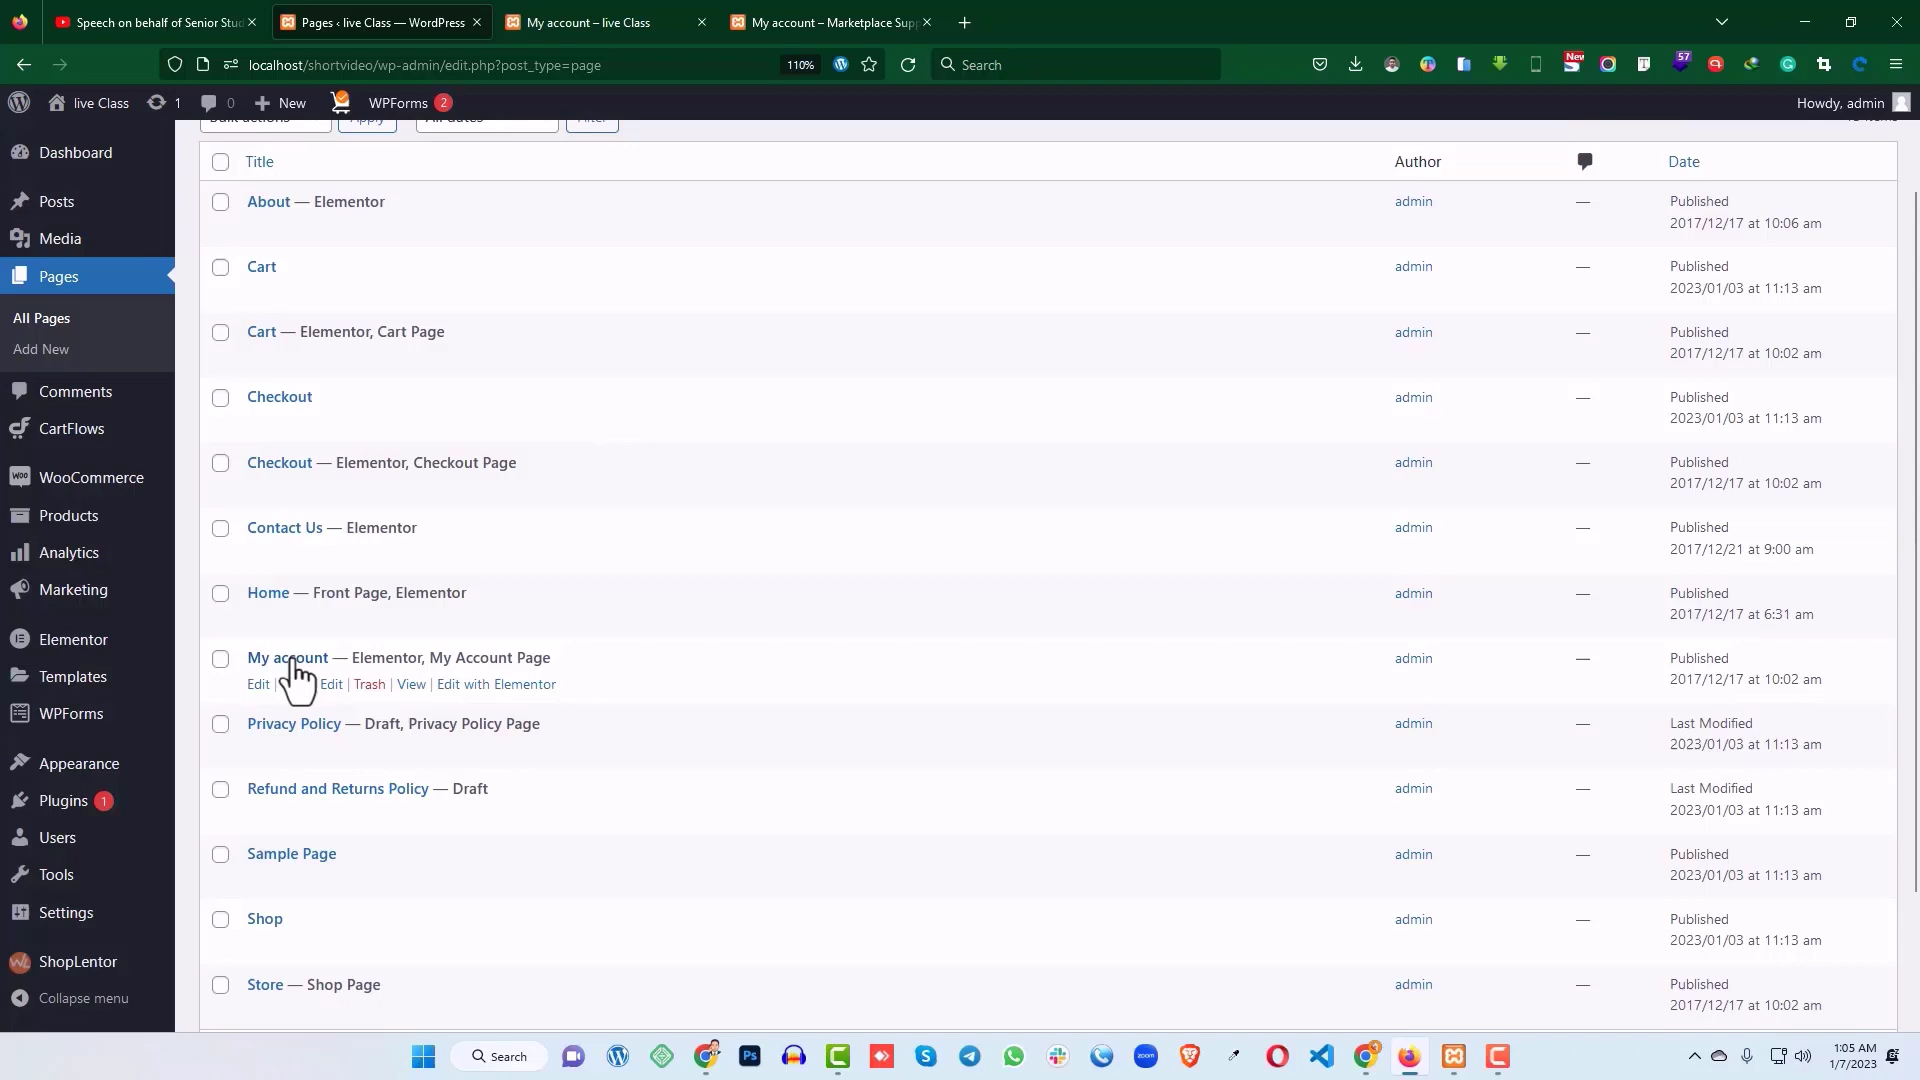 Speech on behalf of Senior Stud
Pages ‹ live Class — WordPress
My account – live Class
My account – Marketplace Supp
localhost/shortvideo/wp-admin/edit.php?post_type=page
110%
Search
New
57
live Class
1
0
New
WPForms 2
Howdy, admin
Bulk actions
Apply
All dates
Filter
Dashboard
Posts
Media
Pages
All Pages
Add New
Comments
CartFlows
WooCommerce
Products
Analytics
Marketing
Elementor
Templates
WPForms
Appearance
Plugins 1
Users
Tools
Settings
ShopLentor
Collapse menu
Title Author Date
About — Elementor admin — Published
2017/12/17 at 10:06 am
Cart admin — Published
2023/01/03 at 11:13 am
Cart — Elementor, Cart Page admin — Published
2017/12/17 at 10:02 am
Checkout admin — Published
2023/01/03 at 11:13 am
Checkout — Elementor, Checkout Page admin — Published
2017/12/17 at 10:02 am
Contact Us — Elementor admin — Published
2017/12/21 at 9:00 am
Home — Front Page, Elementor admin — Published
2017/12/17 at 6:31 am
My account — Elementor, My Account Page admin — Published
Edit | Edit | Trash | View | Edit with Elementor 2017/12/17 at 10:02 am
Privacy Policy — Draft, Privacy Policy Page admin — Last Modified
2023/01/03 at 11:13 am
Refund and Returns Policy — Draft admin — Last Modified
2023/01/03 at 11:13 am
Sample Page admin — Published
2023/01/03 at 11:13 am
Shop admin — Published
2023/01/03 at 11:13 am
Store — Shop Page admin — Published
2017/12/17 at 10:02 am
Search
Ps
zoom
1:05 AM
1/7/2023